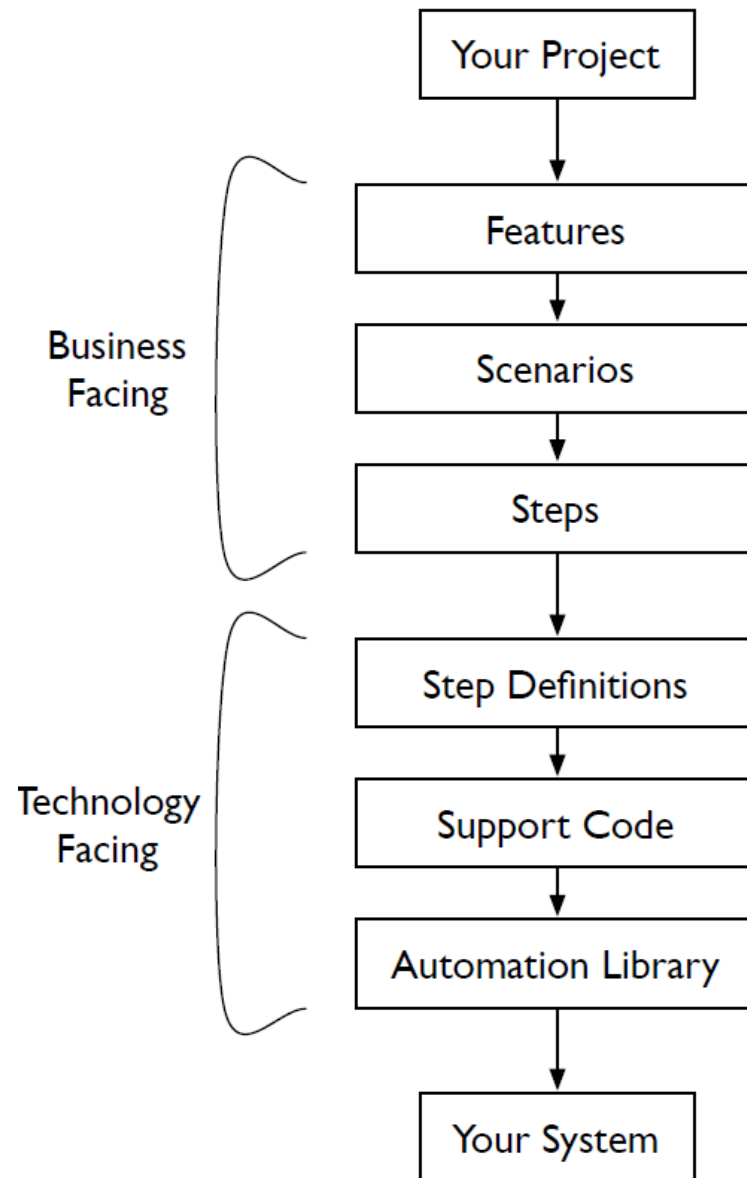 Your Project
Features
Business
Facing
Scenarios
Steps
Step Definitions
Technology
Facing
Support Code
Automation Library
Your System